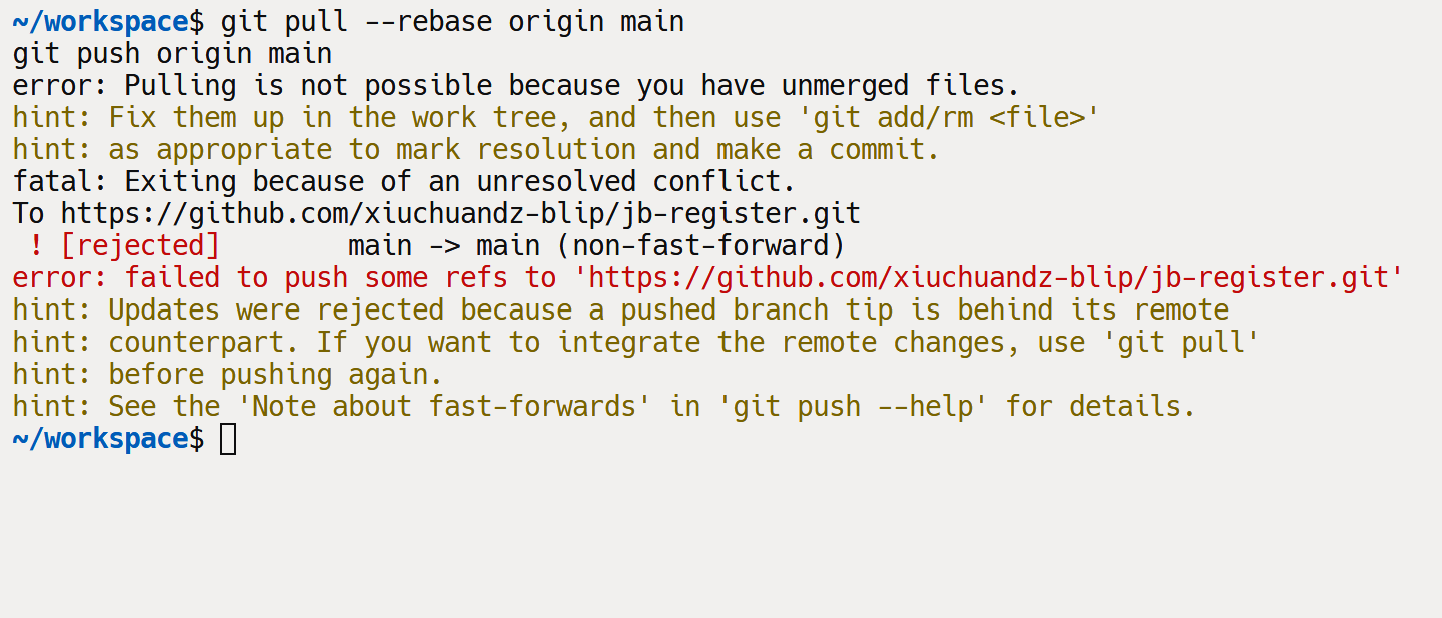 ~/workspace$ git pull --rebase origin main
git push origin main
error: Pulling is not possible because you have unmerged files.
hint: Fix them up in the work tree, and then use 'git add/rm <file>'
hint: as appropriate to mark resolution and make a commit.
fatal: Exiting because of an unresolved conflict.
To https://github.com/xiuchuandz-blip/jb-register.git
 ! [rejected]        main -> main (non-fast-forward)
error: failed to push some refs to 'https://github.com/xiuchuandz-blip/jb-register.git'
hint: Updates were rejected because a pushed branch tip is behind its remote
hint: counterpart. If you want to integrate the remote changes, use 'git pull'
hint: before pushing again.
hint: See the 'Note about fast-forwards' in 'git push --help' for details.
~/workspace$